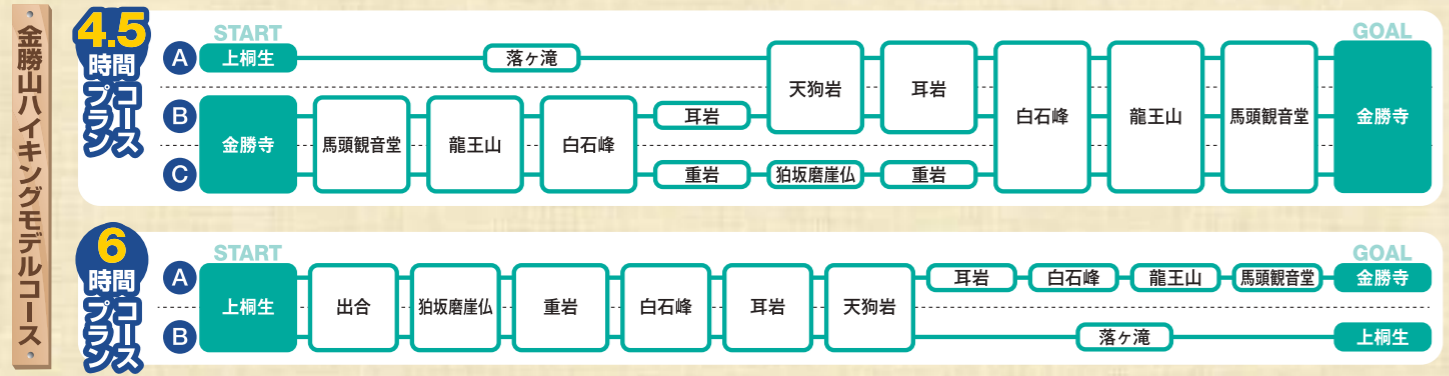 金勝山ハイキングモデルコース
4.5
時間
コース
プラン
START
GOAL
A
上桐生
落ヶ滝
天狗岩
耳岩
白石峰
龍王山
馬頭観音堂
金勝寺
B
金勝寺
馬頭観音堂
龍王山
白石峰
耳岩
C
重岩
狛坂磨崖仏
重岩
6
時間
コース
プラン
START
GOAL
A
上桐生
出合
狛坂磨崖仏
重岩
白石峰
耳岩
天狗岩
耳岩
白石峰
龍王山
馬頭観音堂
金勝寺
B
落ヶ滝
上桐生